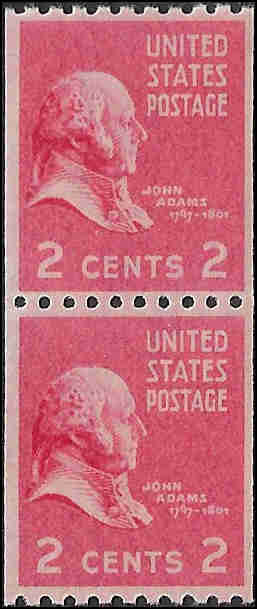 UNITED
STATES
POSTAGE
JOHN
ADAMS
1797-1801
2 CENTS 2
UNITED
STATES
POSTAGE
JOHN
ADAMS
1797-1801
2 CENTS 2